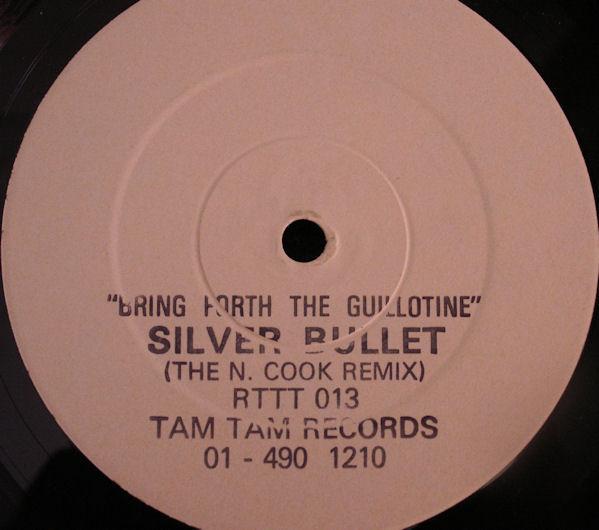 "BRING FORTH THE GUILLOTINE"
SILVER BULLET
(THE N. COOK REMIX)
RTTT 013
TAM TAM RECORDS
01 - 490 1210